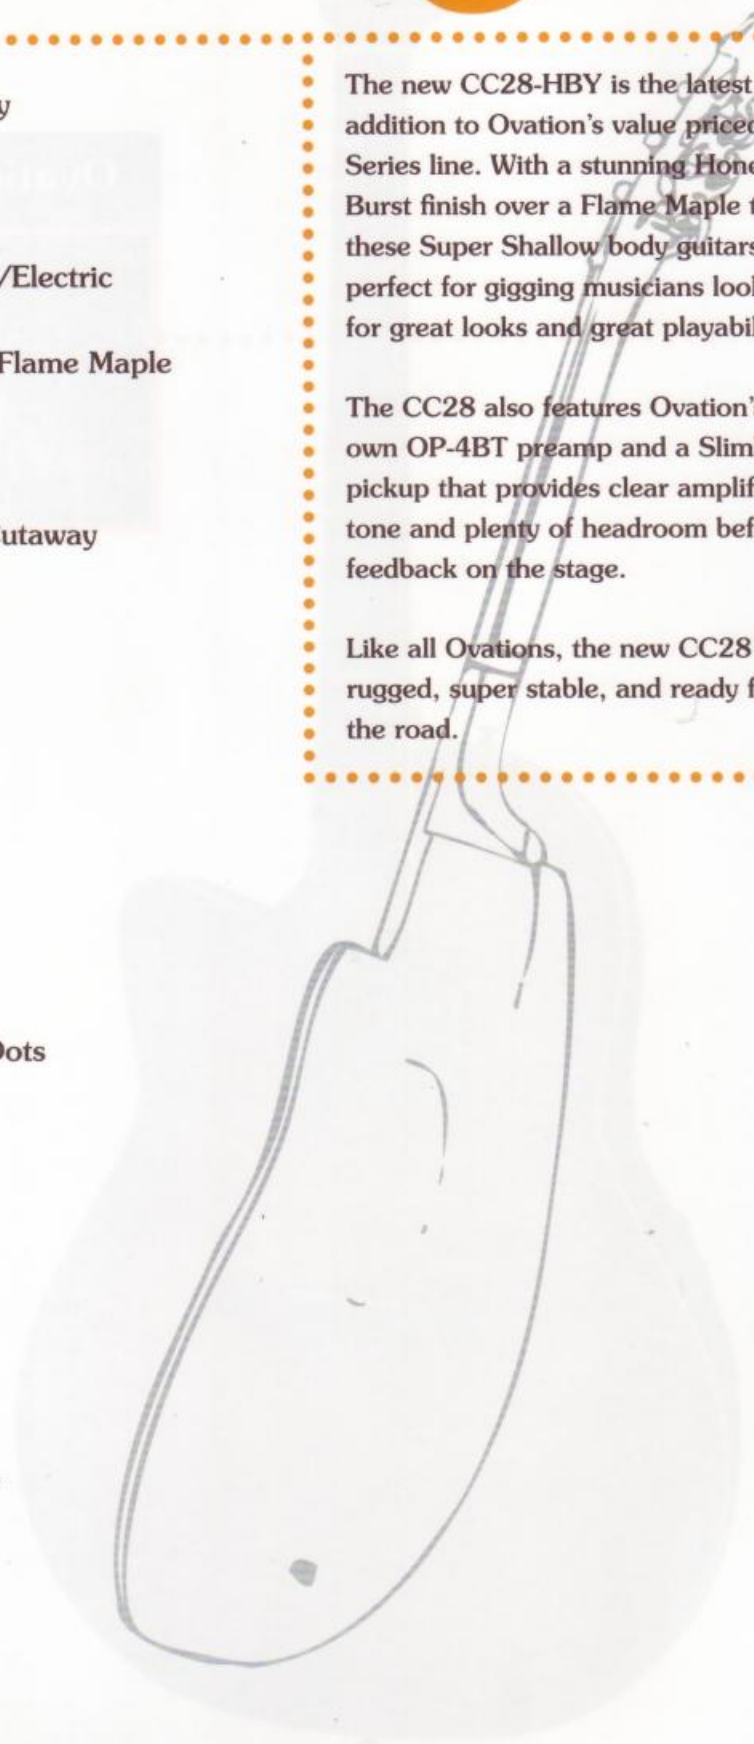 y
/Electric
Flame Maple
utaway
Dots
The new CC28-HBY is the latest
addition to Ovation's value priced
Series line. With a stunning Hone
Burst finish over a Flame Maple t
these Super Shallow body guitars
perfect for gigging musicians look
for great looks and great playabil
The CC28 also features Ovation'
own OP-4BT preamp and a Slim
pickup that provides clear amplif
tone and plenty of headroom bef
feedback on the stage.
Like all Ovations, the new CC28
rugged, super stable, and ready f
the road.